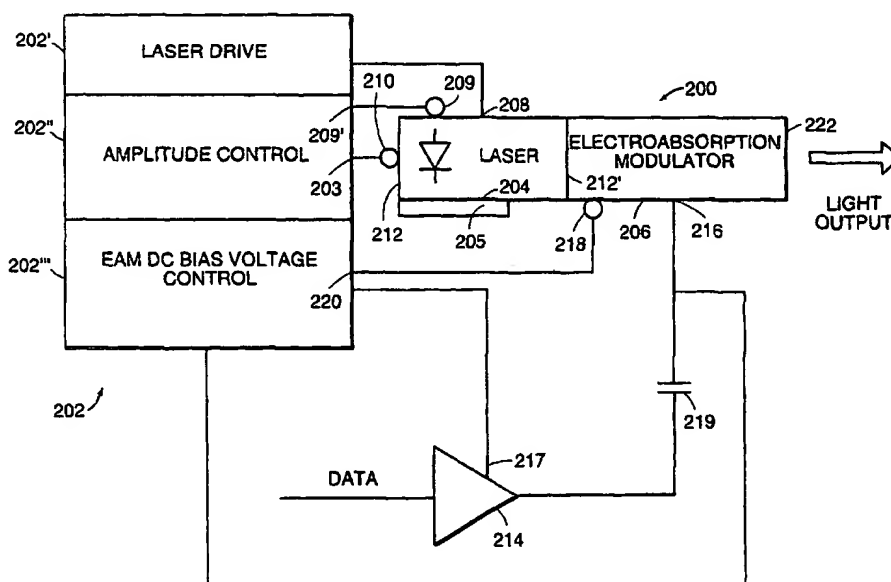 202'
LASER DRIVE
210
209
208
200
202"
209'
222
AMPLITUDE CONTROL
LASER
ELECTROABSORPTION
MODULATOR
203
212'
204
LIGHT
OUTPUT
212
205
218
206
216
202'''
EAM DC BIAS VOLTAGE
CONTROL
220
202
219
DATA
217
214